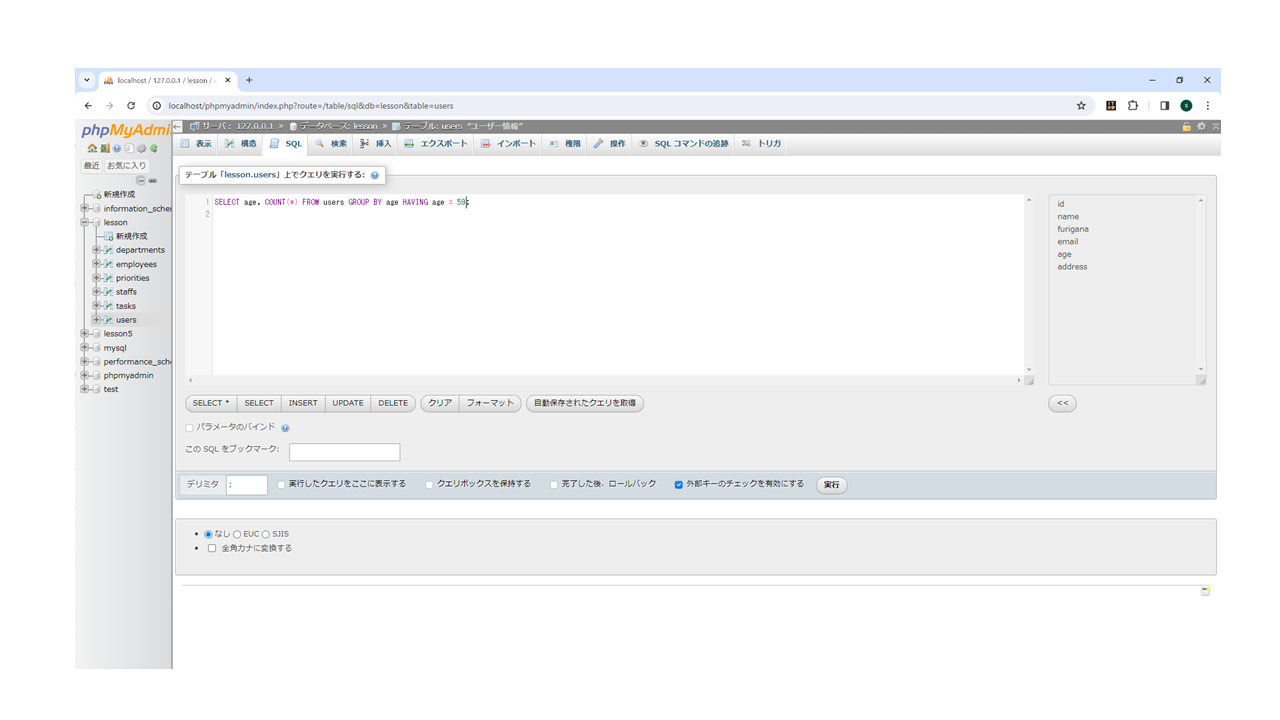 localhost / 127.0.0.1 / lesson /
localhost/phpmyadmin/index.php?route=/table/sql&db=lesson&table=users
phpMyAdmi
サーバ: 127.0.0.1 » データベース: lesson » テーブル: users "ユーザー情報"
表示 構造 SQL 検索 挿入 エクスポート インポート 権限 操作 SQL コマンドの追跡 トリガ
最近 お気に入り
新規作成
information_sche
lesson
新規作成
departments
employees
priorities
staffs
tasks
users
lesson5
mysql
performance_sch
phpmyadmin
test
テーブル「lesson.users」上でクエリを実行する:
1 SELECT age, COUNT(*) FROM users GROUP BY age HAVING age = 59;
2
id
name
furigana
email
age
address
SELECT * SELECT INSERT UPDATE DELETE クリア フォーマット 自動保存されたクエリを取得 <<
パラメータのバインド
この SQL をブックマーク:
デリミタ ; 実行したクエリをここに表示する クエリボックスを保持する 完了した後、ロールバック 外部キーのチェックを有効にする 実行
なし EUC SJIS
全角カナに変換する